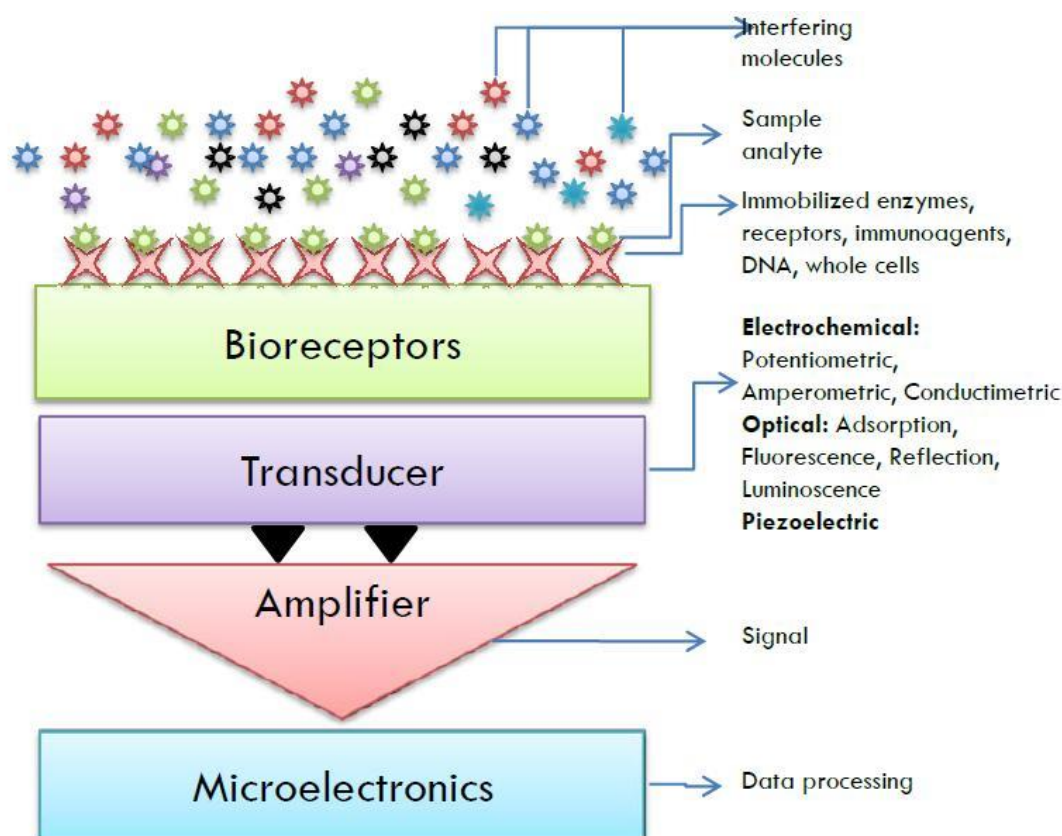 Interfering
molecules
Sample
analyte
Immobilized enzymes,
receptors, immunoagents,
DNA, whole cells
Bioreceptors
Electrochemical:
Potentiometric,
Amperometric, Conductimetric
Optical: Adsorption,
Fluorescence, Reflection,
Luminoscence
Piezoelectric
Transducer
Amplifier
Signal
Microelectronics
Data processing